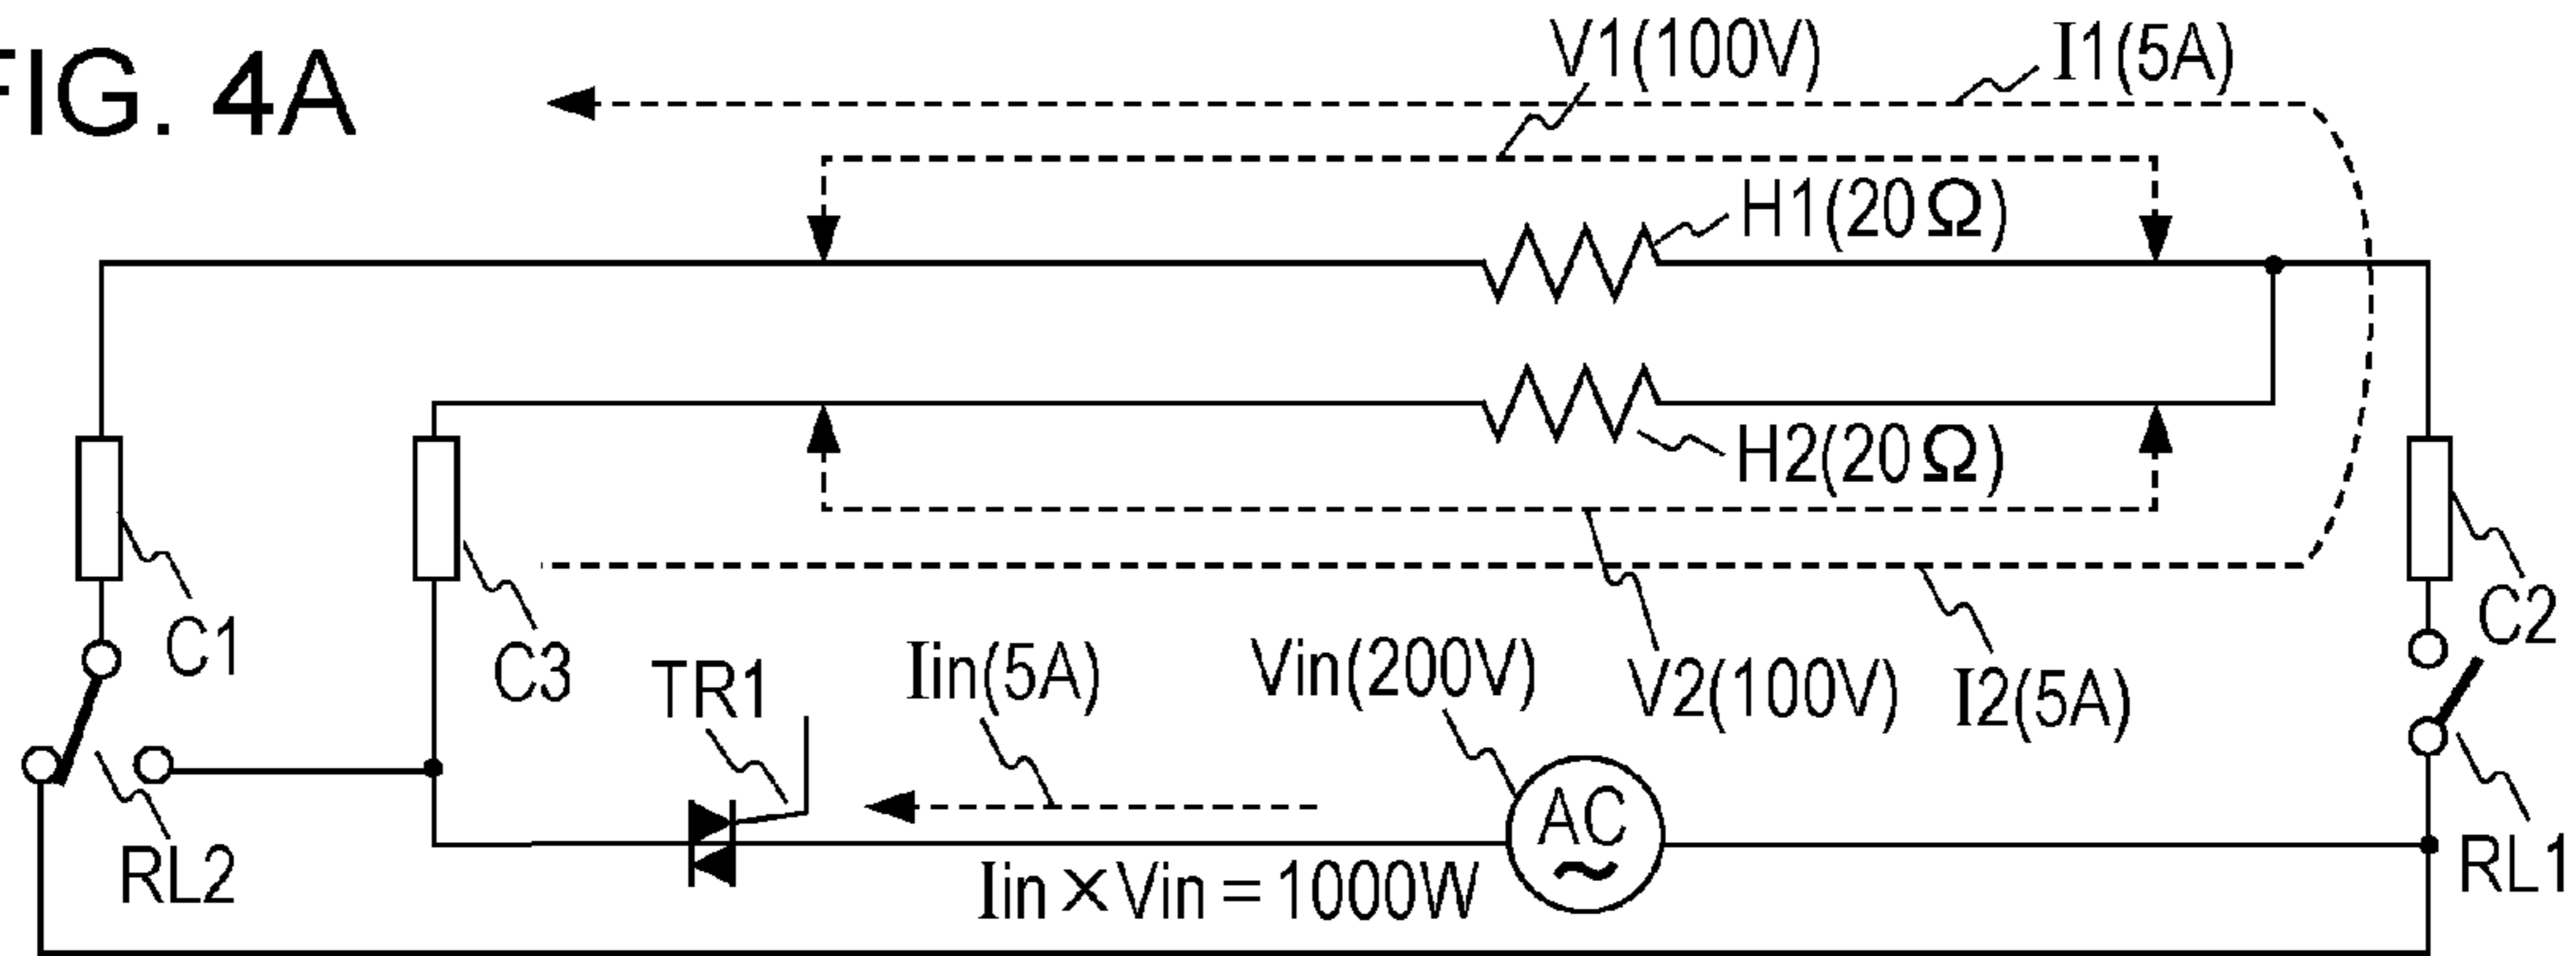 FIG. 4A
V1(100V)
I1(5A)
H1(20Ω)
H2(20Ω)
C1
C3
C2
TR1
Iin(5A)
Vin(200V)
V2(100V)
I2(5A)
AC
RL2
Iin×Vin=1000W
RL1